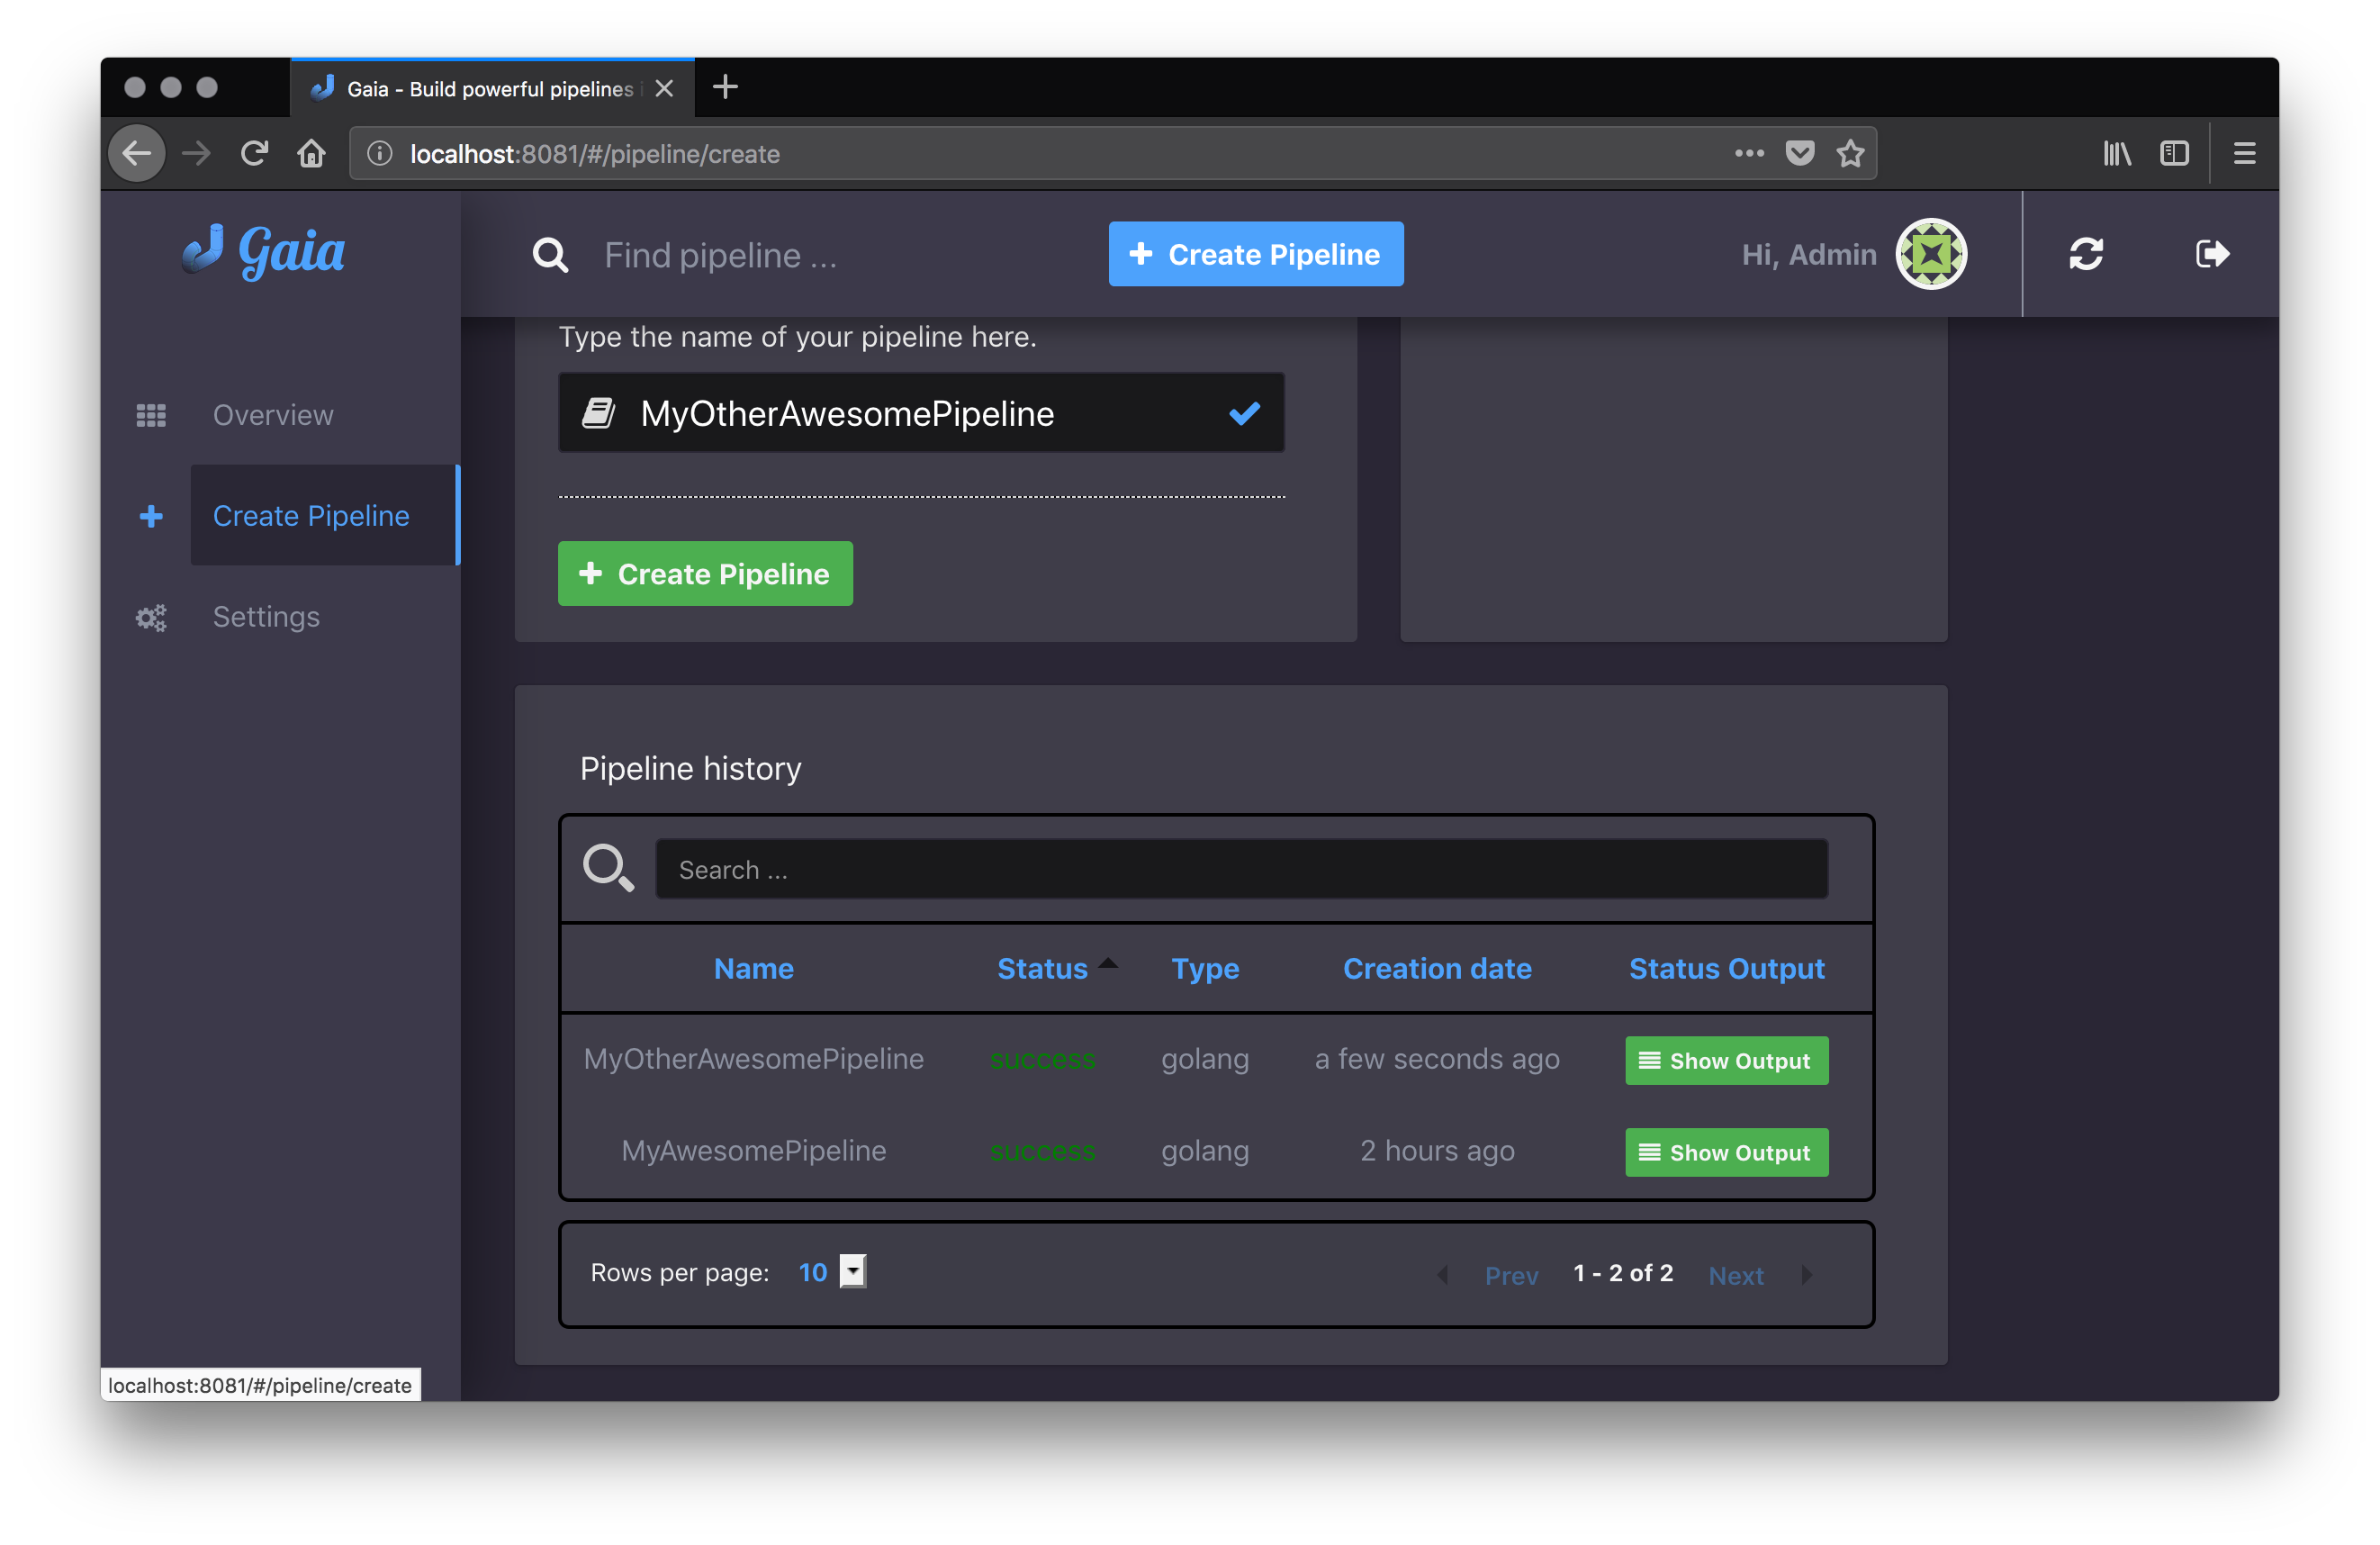 Gaia - Build powerful pipelines i
localhost:8081/#/pipeline/create
Gaia
Find pipeline ...
Create Pipeline
Hi, Admin
Overview
Create Pipeline
Settings
Type the name of your pipeline here.
MyOtherAwesomePipeline
Create Pipeline
Pipeline history
Search ...
Name Status Type Creation date Status Output
MyOtherAwesomePipeline success golang a few seconds ago Show Output
MyAwesomePipeline success golang 2 hours ago Show Output
Rows per page: 10 Prev 1 - 2 of 2 Next
localhost:8081/#/pipeline/create